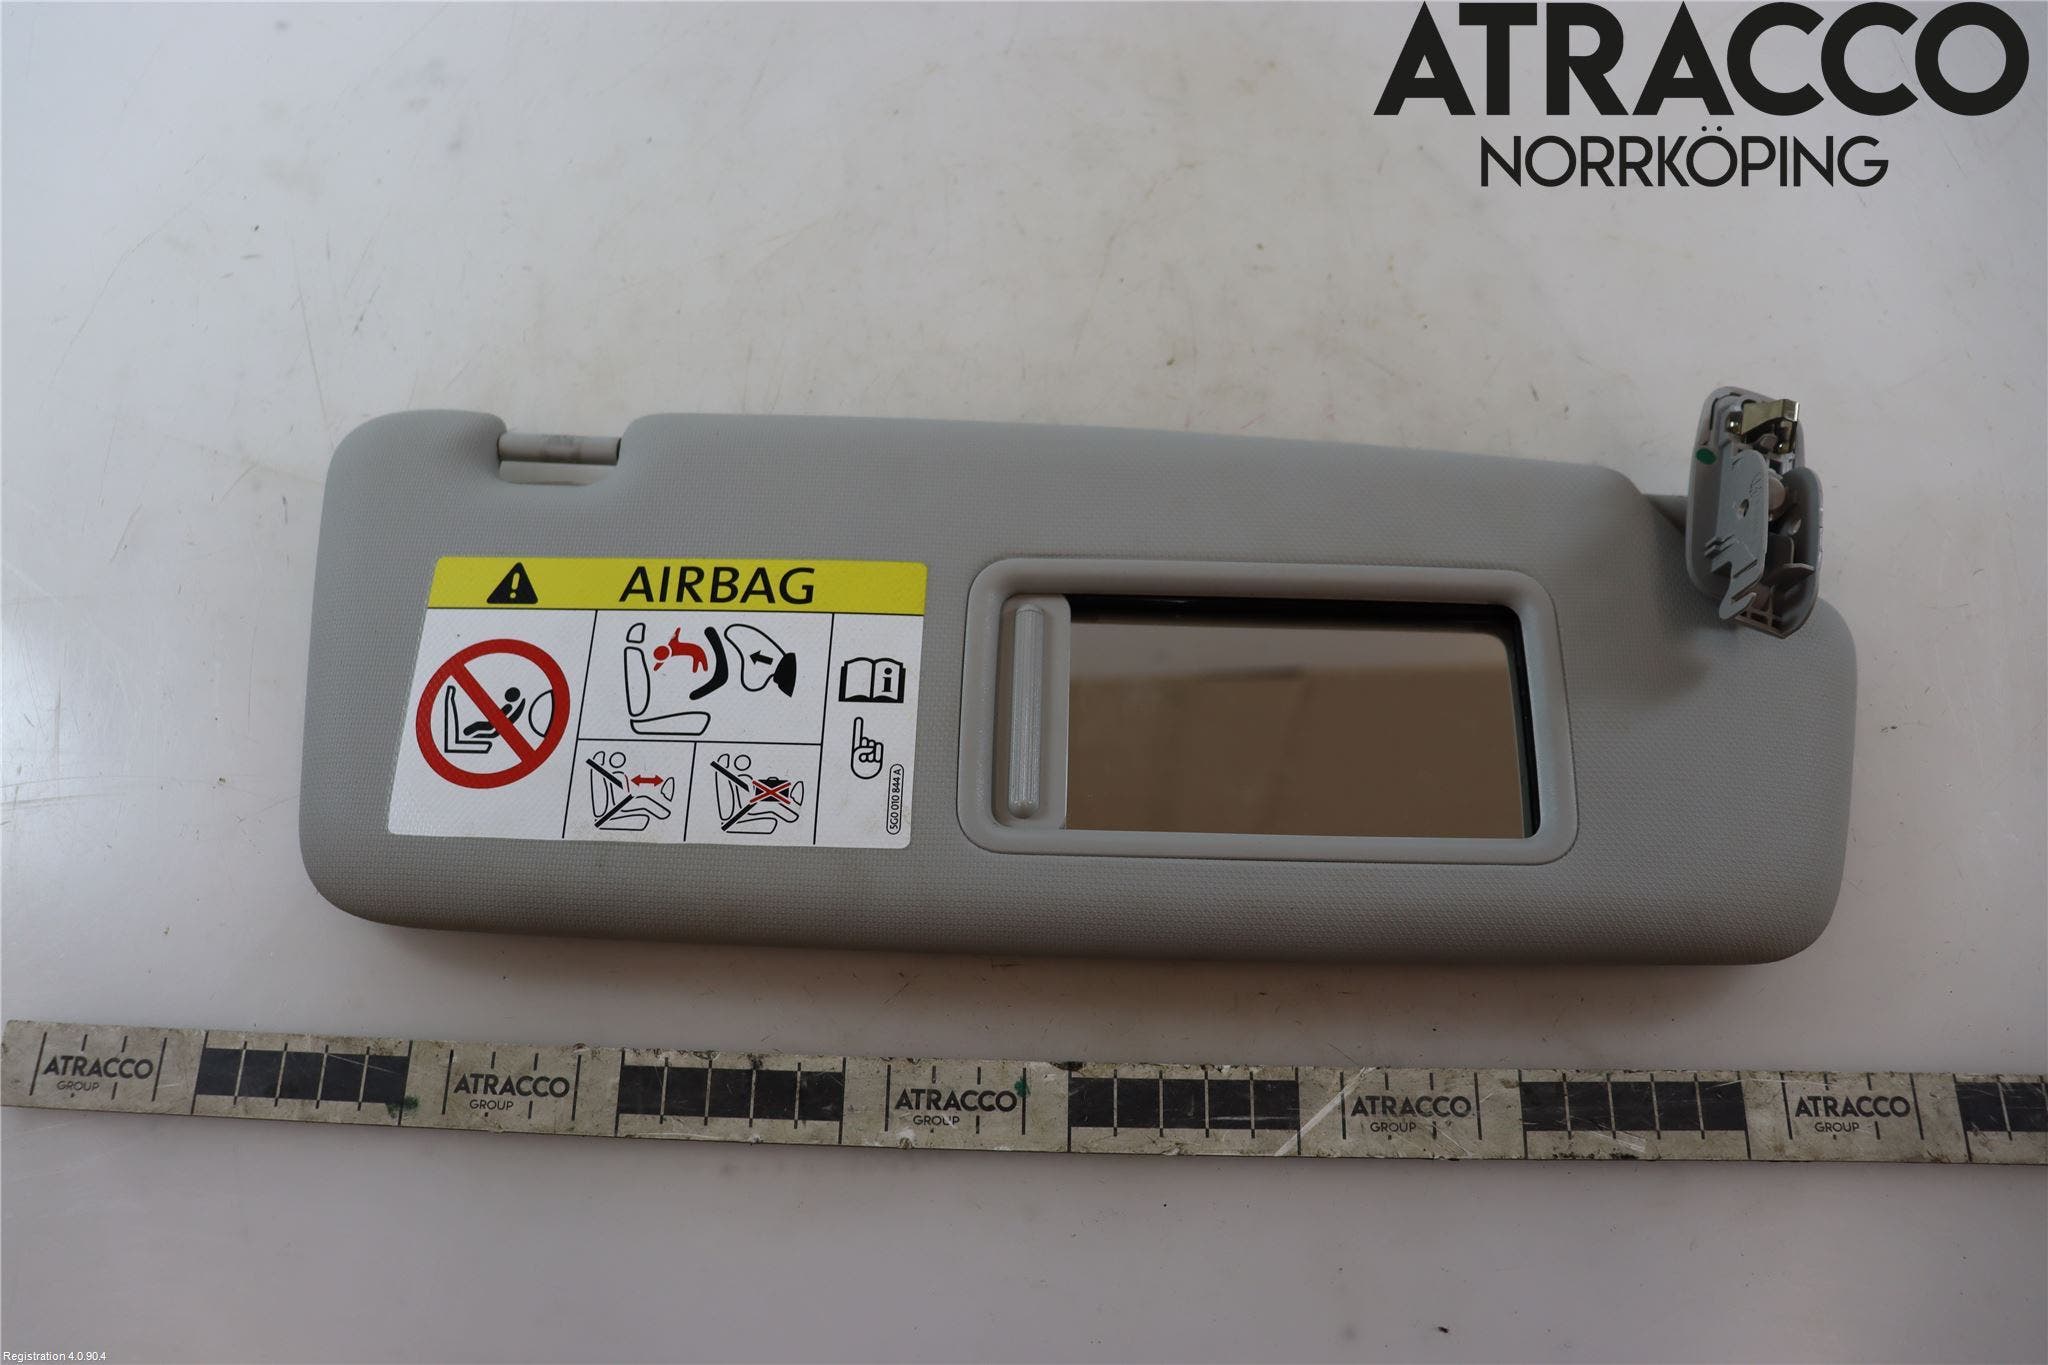 ATRACCO
NORRKÖPING
AIRBAG
5G0 010 844 A
ATRACCO
GROUP
ATRACCO
GROUP
ATRACCO
GROUP
ATRACCO
GROUP
ATRACCO
GROUP
Registration 4.0.90.4